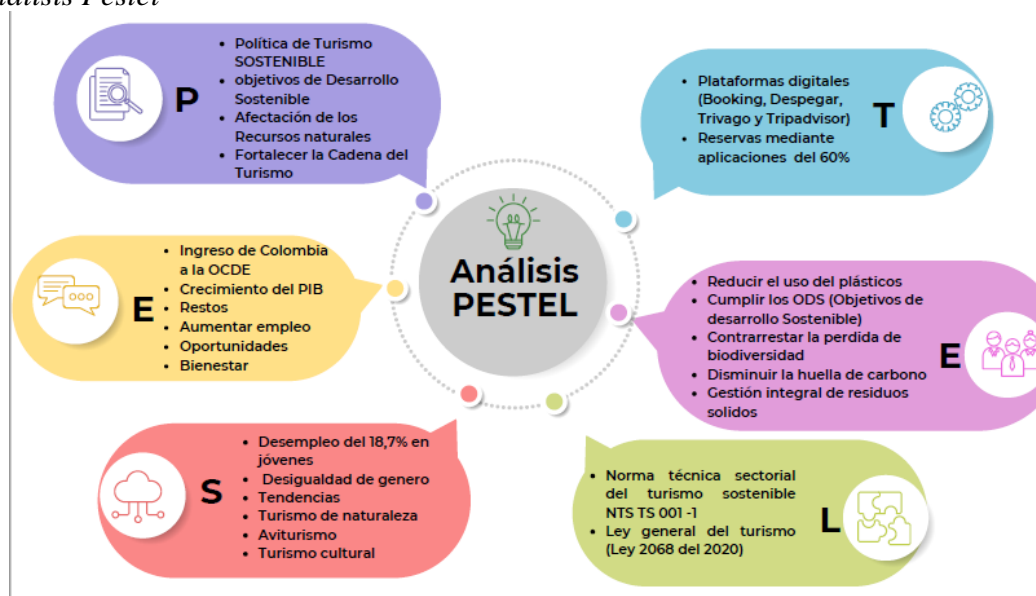 Análisis Pestel
P
• Política de Turismo
SOSTENIBLE
• objetivos de Desarrollo
Sostenible
• Afectación de los
Recursos naturales
• Fortalecer la Cadena del
Turismo
• Plataformas digitales
(Booking, Despegar,
Trivago y Tripadvisor)
• Reservas mediante
aplicaciones del 60%
T
Análisis
PESTEL
E
• Ingreso de Colombia
a la OCDE
• Crecimiento del PIB
• Restos
• Aumentar empleo
• Oportunidades
• Bienestar
• Reducir el uso del plásticos
• Cumplir los ODS (Objetivos de
desarrollo Sostenible)
• Contrarrestar la perdida de
biodiversidad
• Disminuir la huella de carbono
• Gestión integral de residuos
solidos
E
S
• Desempleo del 18,7% en
jóvenes
• Desigualdad de genero
• Tendencias
• Turismo de naturaleza
• Aviturismo
• Turismo cultural
• Norma técnica sectorial
del turismo sostenible
NTS TS 001 -1
• Ley general del turismo
(Ley 2068 del 2020)
L